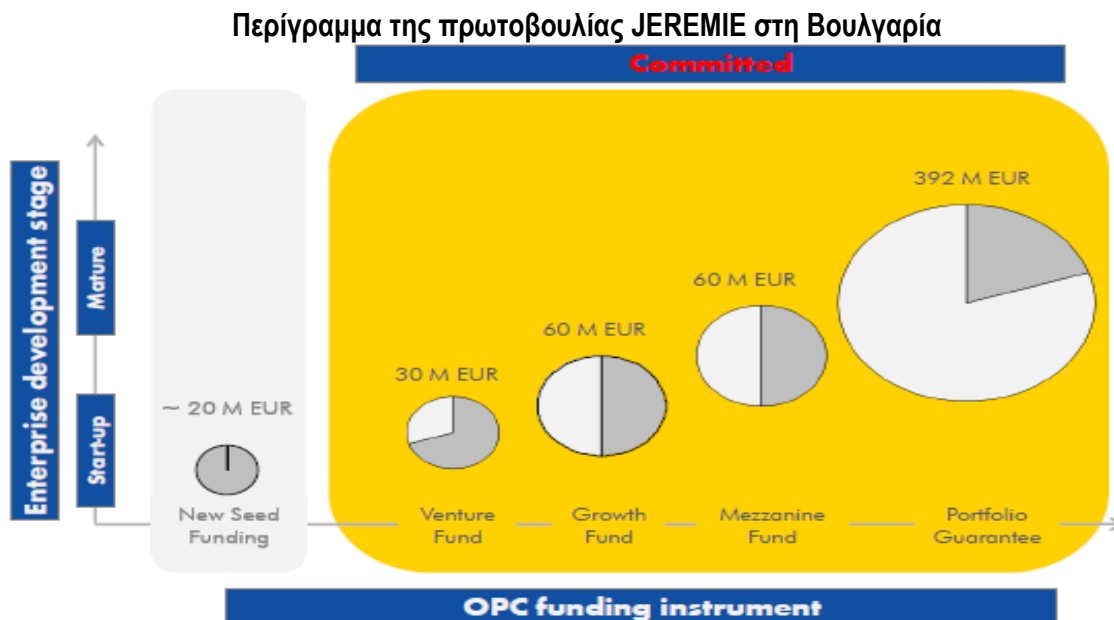 Περίγραμμα της πρωτοβουλίας JEREMIE στη Βουλγαρία
Committed
392 M EUR
60 M EUR
60 M EUR
30 M EUR
~ 20 M EUR
Enterprise development stage
Mature
Start-up
New Seed
Funding
Venture
Fund
Growth
Fund
Mezzanine
Fund
Portfolio
Guarantee
OPC funding instrument